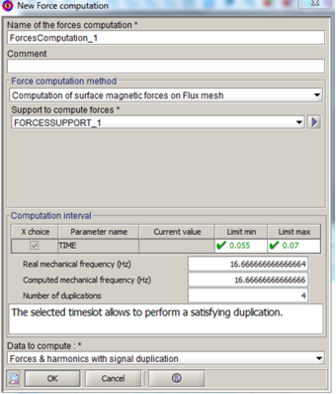 New Force computation
Name of the forces computation *
ForcesComputation_1
Comment
Force computation method
Computation of surface magnetic forces on Flux mesh
Support to compute forces *
FORCESSUPPORT_1
Computation interval
X choice Parameter name Current value Limit min Limit max
TIME 0.055 0.07
Real mechanical frequency (Hz) 16.666666666666664
Computed mechanical frequency (Hz) 16.666666666666
Number of duplications 4
The selected timeslot allows to perform a satisfying duplication.
Data to compute : *
Forces & harmonics with signal duplication
OK Cancel